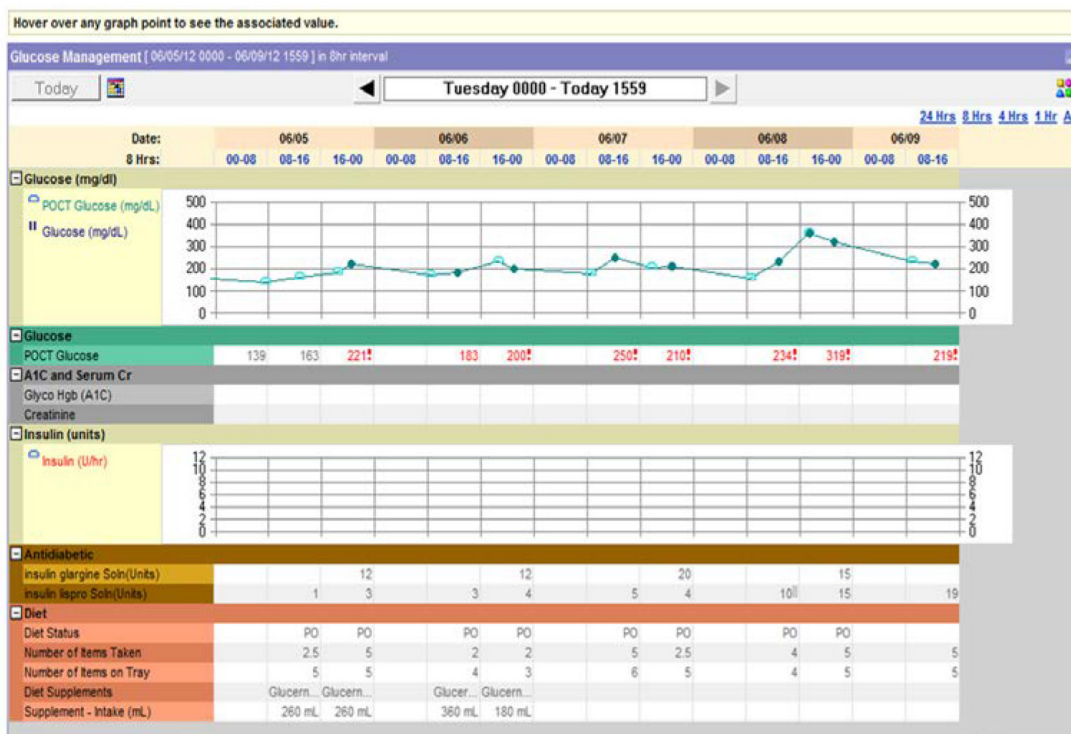 Hover over any graph point to see the associated value.
Glucose Management [ 06/05/12 0000 - 06/09/12 1559 ] in 8hr interval
Today Tuesday 0000 - Today 1559
24 Hrs 8 Hrs 4 Hrs 1 Hr A
Date: 06/05 06/06 06/07 06/08 06/09
8 Hrs: 00-08 08-16 16-00 00-08 08-16 16-00 00-08 08-16 16-00 00-08 08-16 16-00 00-08 08-16
Glucose (mg/dl)
POCT Glucose (mg/dL)
Glucose (mg/dL)
500 500
400 400
300 300
200 200
100 100
0 0
Glucose
POCT Glucose 139 163 221! 183 200! 250! 210! 234! 319! 219!
A1C and Serum Cr
Glyco Hgb (A1C)
Creatinine
Insulin (units)
Insulin (U/hr)
12 12
10 10
8 8
6 6
4 4
2 2
0 0
Antidiabetic
insulin glargine Soln(Units) 12 12 20 15
insulin lispro Soln(Units) 1 3 3 4 5 4 10 15 19
Diet
Diet Status PO PO PO PO PO PO PO PO
Number of Items Taken 2.5 5 2 2 5 2.5 4 5 5
Number of Items on Tray 5 5 4 3 6 5 4 5 5
Diet Supplements Glucern... Glucern... Glucer... Glucern...
Supplement - Intake (mL) 260 mL 260 mL 360 mL 180 mL